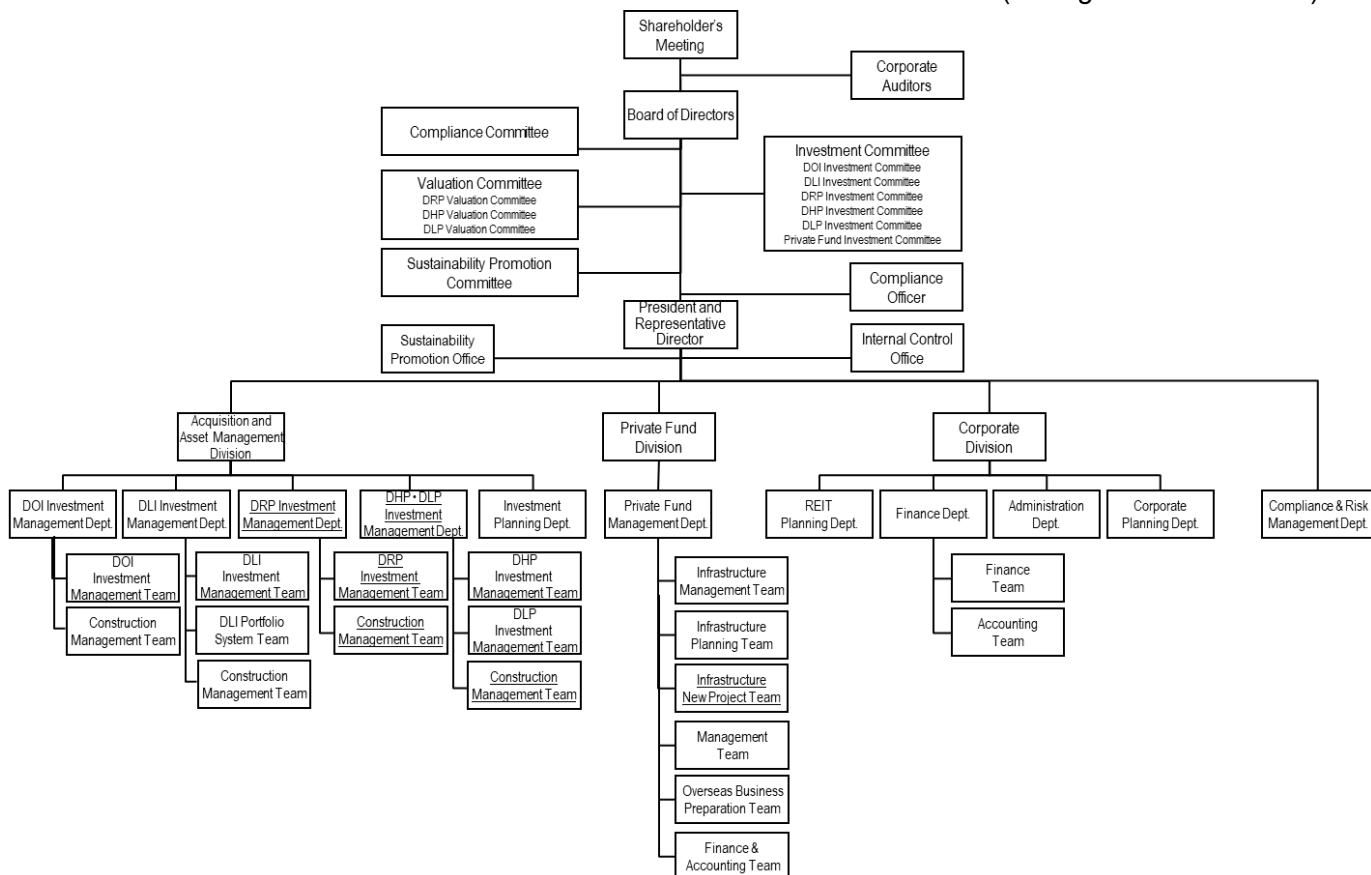 Shareholder's
Meeting
Corporate
Auditors
Board of Directors
Compliance Committee
Investment Committee
DOI Investment Committee
DLI Investment Committee
DRP Investment Committee
DHP Investment Committee
DLP Investment Committee
Private Fund Investment Committee
Valuation Committee
DRP Valuation Committee
DHP Valuation Committee
DLP Valuation Committee
Sustainability Promotion
Committee
Compliance
Officer
President and
Representative
Director
Sustainability
Promotion Office
Internal Control
Office
Acquisition and
Asset Management
Division
Private Fund
Division
Corporate
Division
DOI Investment
Management Dept.
DLI Investment
Management Dept.
DRP Investment
Management Dept.
DHP・DLP
Investment
Management Dept.
Investment
Planning Dept.
Private Fund
Management Dept.
REIT
Planning Dept.
Finance Dept.
Administration
Dept.
Corporate
Planning Dept.
Compliance & Risk
Management Dept.
DOI
Investment
Management Team
Construction
Management Team
DLI
Investment
Management Team
DLI Portfolio
System Team
Construction
Management Team
DRP
Investment
Management Team
Construction
Management Team
DHP
Investment
Management Team
DLP
Investment
Management Team
Construction
Management Team
Infrastructure
Management Team
Infrastructure
Planning Team
Infrastructure
New Project Team
Management
Team
Overseas Business
Preparation Team
Finance &
Accounting Team
Finance
Team
Accounting
Team